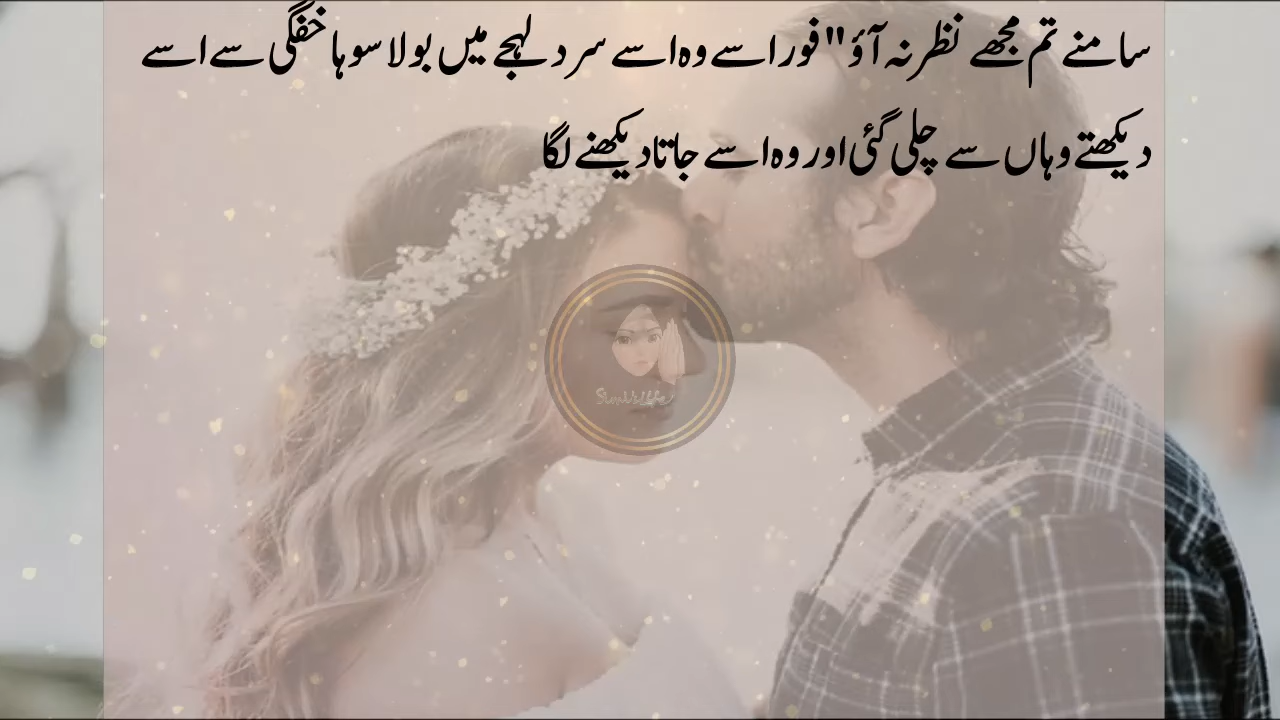 سامنے تم مجھے نظر نہ آؤ" فورا سے وہ اسے سرد لہجے میں بولا سوہا خفگی سے اسے
دیکھتے وہاں سے چلی گئی اور وہ اسے جاتا دیکھنے لگا